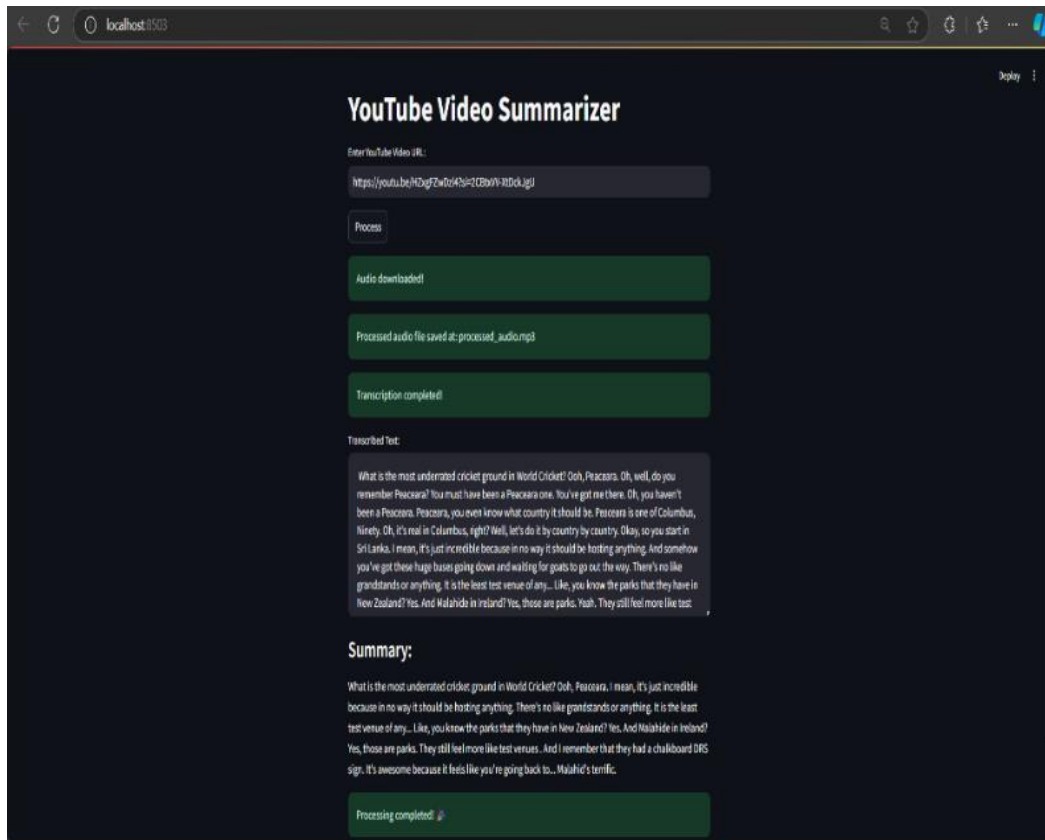 localhost:8503
Deploy
YouTube Video Summarizer
Enter YouTube Video URL:
Process
Audio downloaded!
Processed audio file saved at: processed_audio.mp3
Transcription completed!
Transcribed Text:
What is the most underrated cricket ground in World Cricket? Ooh, Peaceara. Oh, well, do you
remember Peaceara? You must have been a Peaceara one. You've got me there. Oh, you haven't
been a Peaceara. Peaceara, you even know what country it should be. Peaceara is one of Columbus,
Ninety. Oh, it's real in Columbus, right? Well, let's do it by country by country. Okay, so you start in
Sri Lanka. I mean, it's just incredible because in no way it should be hosting anything. And somehow
you've got these huge buses going down and waiting for goats to go out the way. There's no like
grandstands or anything. It is the least test venue of any... Like, you know the parks that they have in
New Zealand? Yes. And Malahide in Ireland? Yes, those are parks. Yeah. They still feel more like test
Summary:
What is the most underrated cricket ground in World Cricket? Ooh, Peaceara. I mean, it's just incredible
because in no way it should be hosting anything. There's no like grandstands or anything. It is the least
test venue of any... Like, you know the parks that they have in New Zealand? Yes. And Malahide in Ireland?
Yes, those are parks. They still feel more like test venues. And I remember that they had a chalkboard DRS
sign. It's awesome because it feels like you're going back to... Malahid's terrific.
Processing completed!